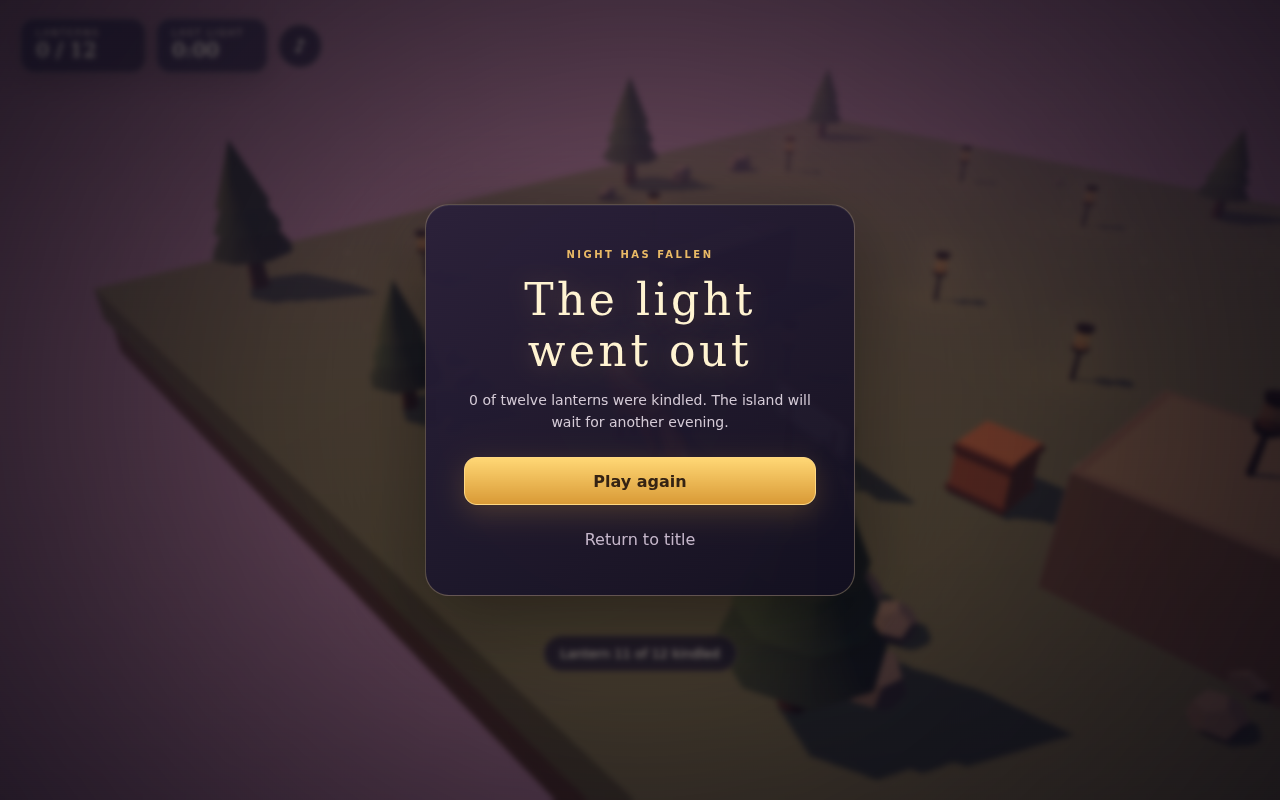 0 / 12
0:00
♪
NIGHT HAS FALLEN
The light
went out
0 of twelve lanterns were kindled. The island will
wait for another evening.
Play again
Return to title
Lantern 11 of 12 kindled